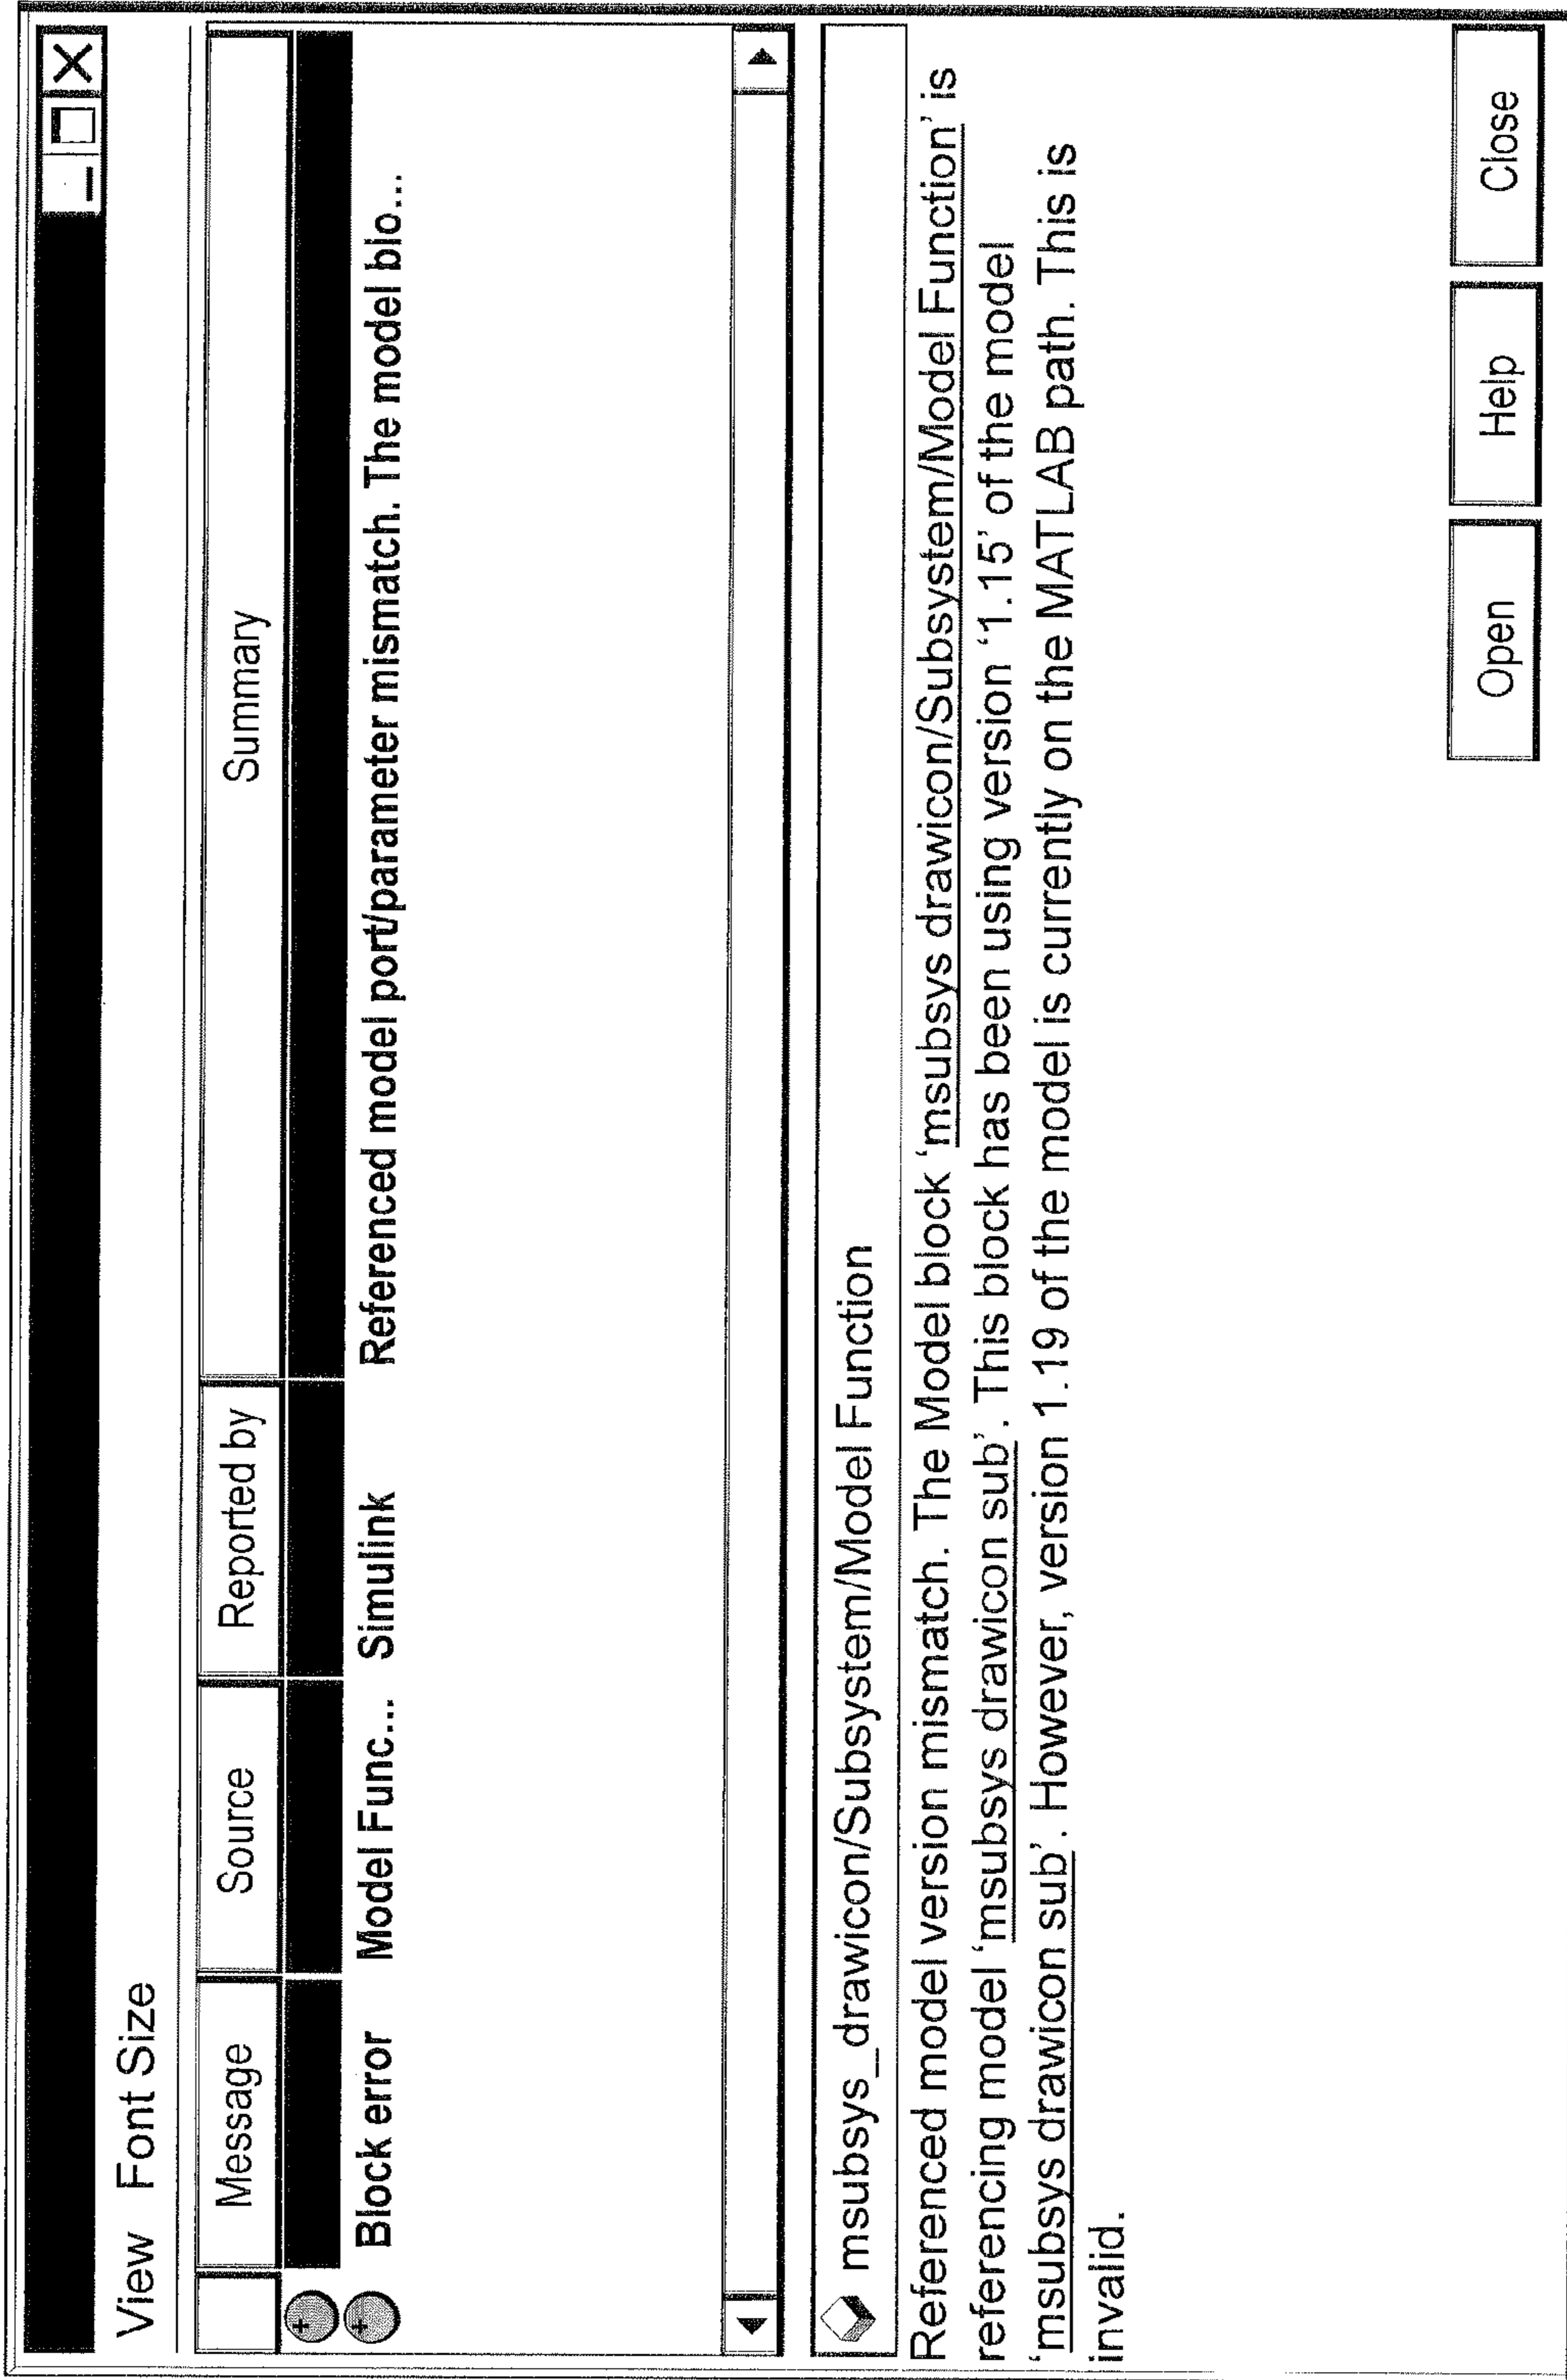 View Font Size
Message Source Reported by Summary
Block error Model Func... Simulink Referenced model port/parameter mismatch. The model blo...
msubsys_drawicon/Subsystem/Model Function
Referenced model version mismatch. The Model block ‘msubsys drawicon/Subsystem/Model Function’ is
referencing model ‘msubsys drawicon sub’. This block has been using version ‘1.15’ of the model
‘msubsys drawicon sub’. However, version 1.19 of the model is currently on the MATLAB path. This is
invalid.
Open Help Close